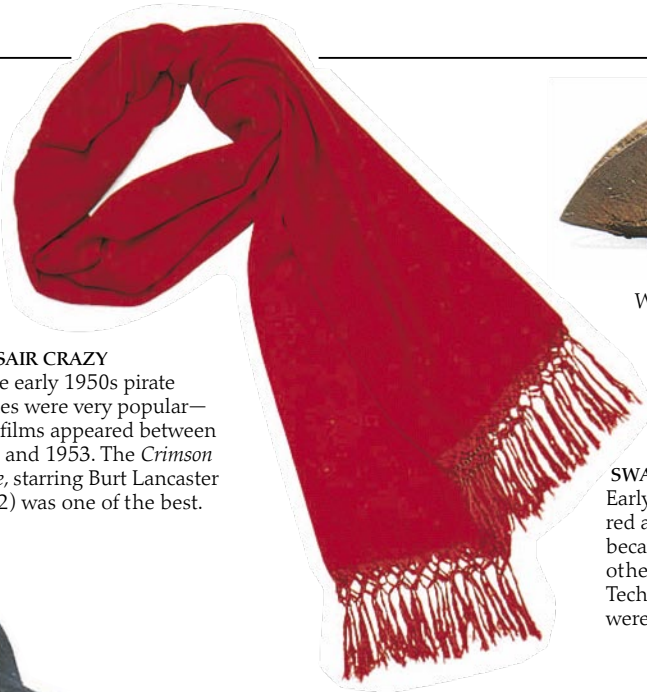 SAIR CRAZY
e early 1950s pirate
es were very popular—
films appeared between
and 1953. The Crimson
e, starring Burt Lancaster
2) was one of the best.
W
SWA
Early
red a
beca
othe
Tech
were